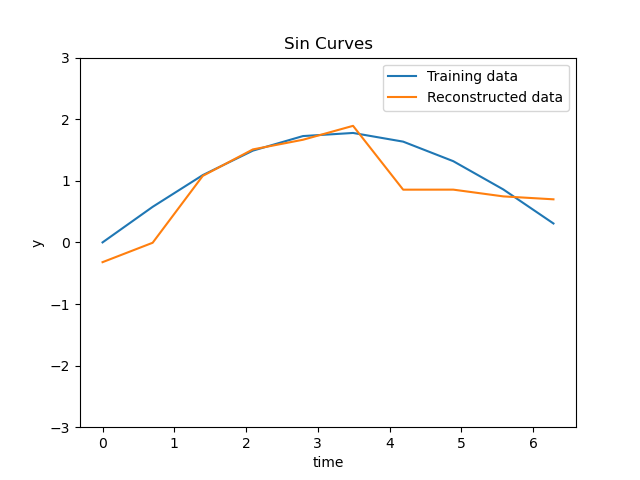 Sin Curves
Training data
Reconstructed data
3
2
1
0
−1
−2
−3
y
0 1 2 3 4 5 6
time